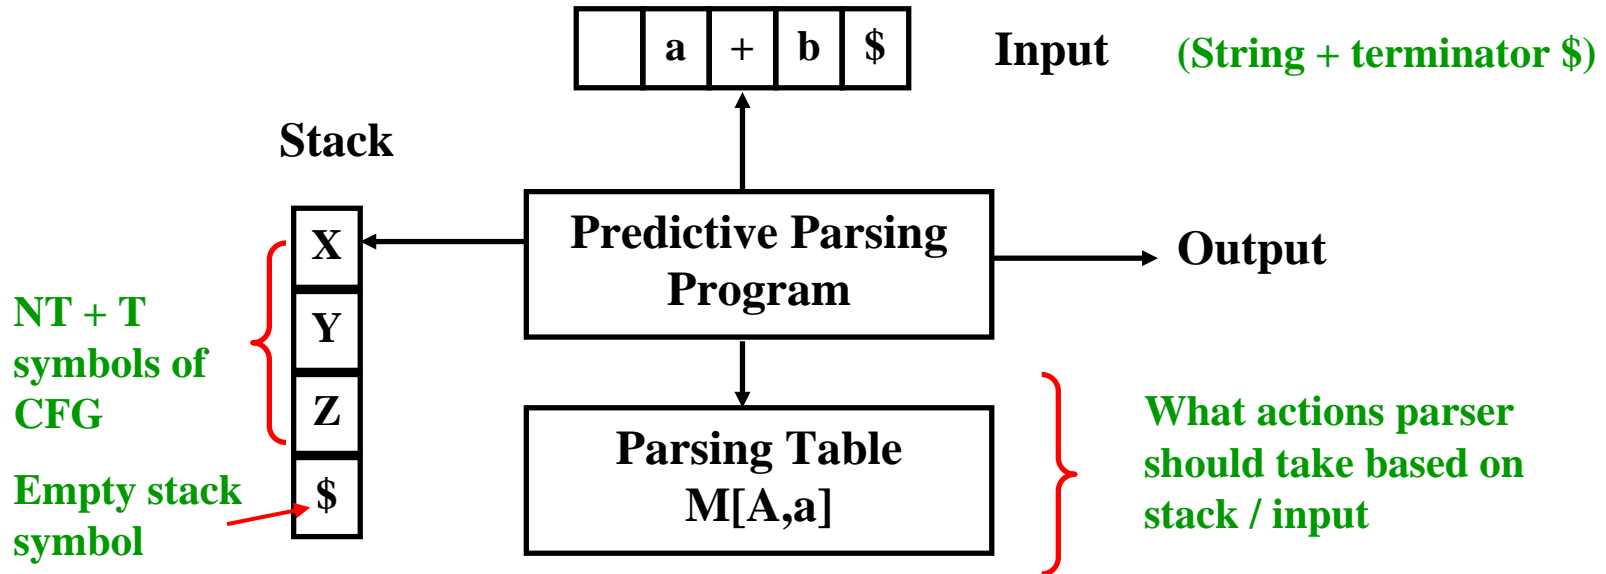 a + b $
Input
(String + terminator $)
Stack
X
Y
Z
$
Predictive Parsing
Program
Output
NT + T
symbols of
CFG
Empty stack
symbol
Parsing Table
M[A,a]
What actions parser
should take based on
stack / input